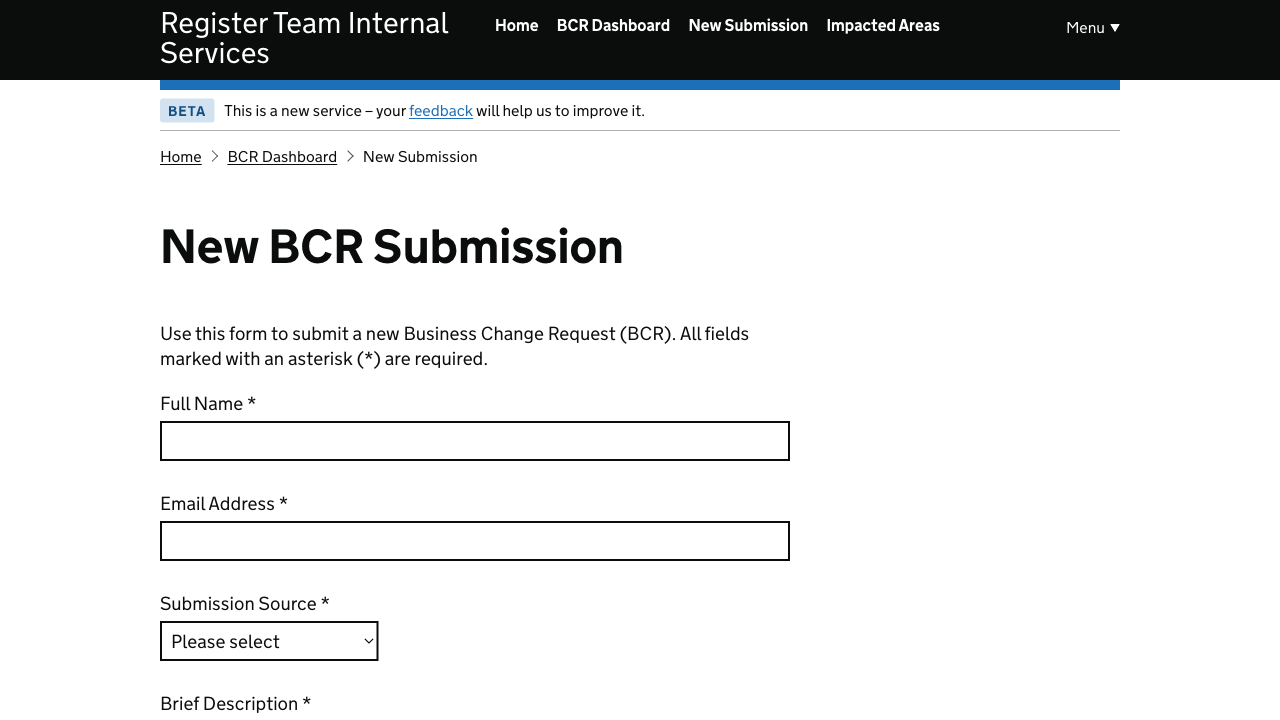 Register Team Internal Services
Home
BCR Dashboard
New Submission
Impacted Areas
Menu ▼
BETA
This is a new service – your feedback will help us to improve it.
Home
BCR Dashboard
New Submission
New BCR Submission
Use this form to submit a new Business Change Request (BCR). All fields
marked with an asterisk (*) are required.
Full Name *
Email Address *
Submission Source *
Please select
Brief Description *